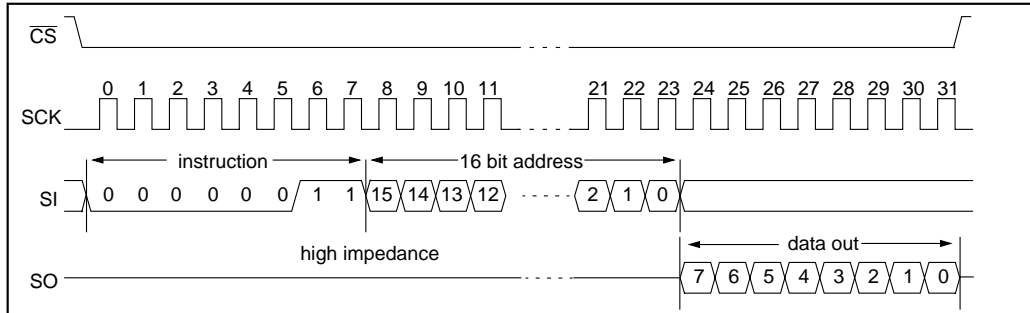 CS
0 1 2 3 4 5 6 7 8 9 10 11 21 22 23 24 25 26 27 28 29 30 31
SCK
instruction 16 bit address
SI 0 0 0 0 0 0 1 1 15 14 13 12 2 1 0
high impedance data out
SO 7 6 5 4 3 2 1 0